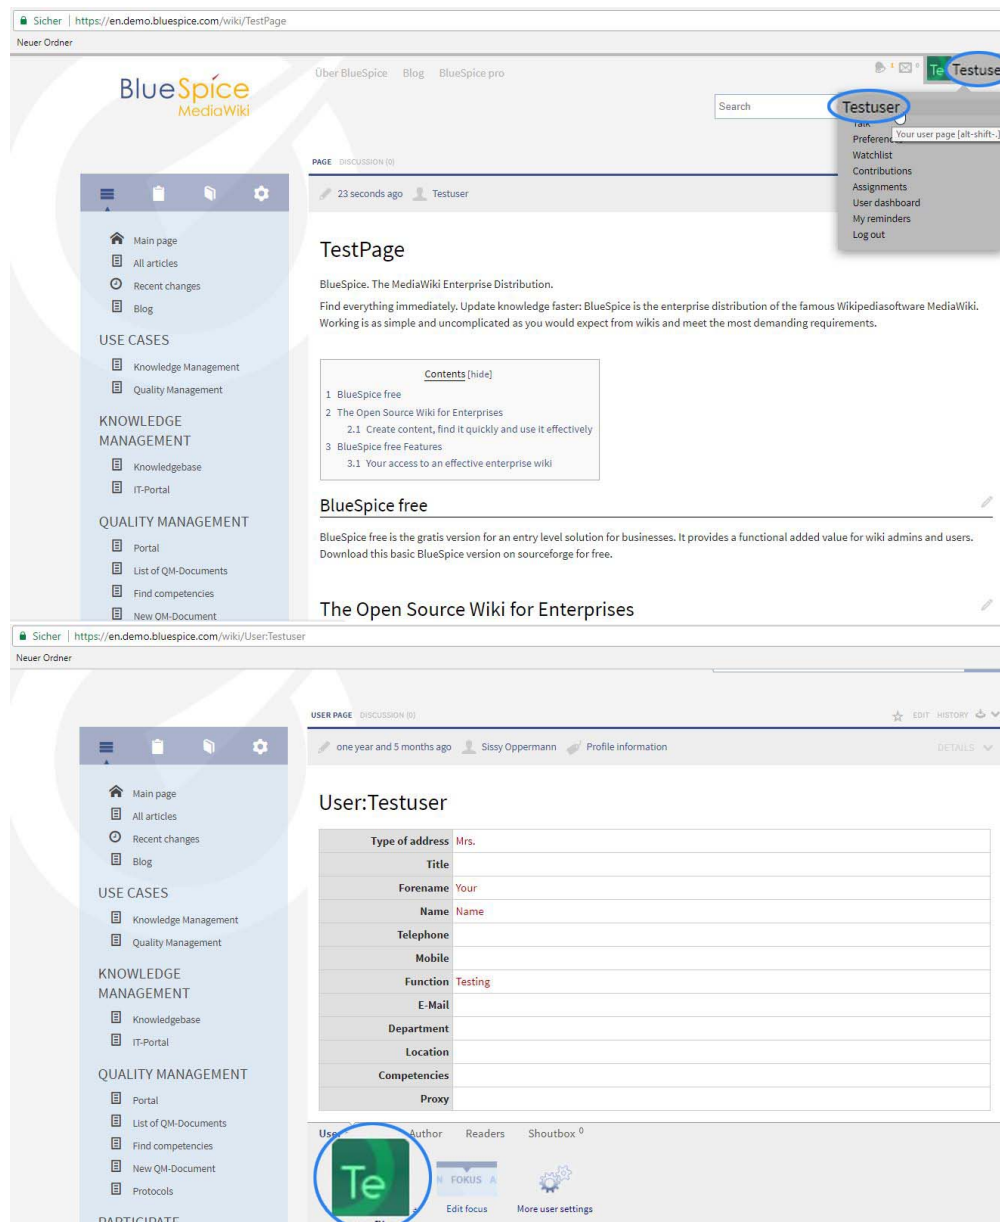 Sicher | https://en.demo.bluespice.com/wiki/TestPage
Neuer Ordner
BlueSpice
MediaWiki
Über BlueSpice Blog BlueSpice pro
1 0 Te Testuse
Search
Testuser
Talk
Preferenc
Your user page [alt-shift-.]
Watchlist
Contributions
Assignments
User dashboard
My reminders
Log out
PAGE DISCUSSION (0)
23 seconds ago Testuser
Main page
All articles
Recent changes
Blog
USE CASES
Knowledge Management
Quality Management
KNOWLEDGE
MANAGEMENT
Knowledgebase
IT-Portal
QUALITY MANAGEMENT
Portal
List of QM-Documents
Find competencies
New QM-Document
TestPage
BlueSpice. The MediaWiki Enterprise Distribution.
Find everything immediately. Update knowledge faster: BlueSpice is the enterprise distribution of the famous Wikipediasoftware MediaWiki.
Working is as simple and uncomplicated as you would expect from wikis and meet the most demanding requirements.
Contents [hide]
1 BlueSpice free
2 The Open Source Wiki for Enterprises
2.1 Create content, find it quickly and use it effectively
3 BlueSpice free Features
3.1 Your access to an effective enterprise wiki
BlueSpice free
BlueSpice free is the gratis version for an entry level solution for businesses. It provides a functional added value for wiki admins and users.
Download this basic BlueSpice version on sourceforge for free.
The Open Source Wiki for Enterprises
Sicher | https://en.demo.bluespice.com/wiki/User:Testuser
Neuer Ordner
USER PAGE DISCUSSION (0)
EDIT HISTORY
one year and 5 months ago Sissy Oppermann Profile information
DETAILS
Main page
All articles
Recent changes
Blog
USE CASES
Knowledge Management
Quality Management
KNOWLEDGE
MANAGEMENT
Knowledgebase
IT-Portal
QUALITY MANAGEMENT
Portal
List of QM-Documents
Find competencies
New QM-Document
Protocols
PARTICIPATE
User:Testuser
Type of address Mrs.
Title
Forename Your
Name Name
Telephone
Mobile
Function Testing
E-Mail
Department
Location
Competencies
Proxy
User Author Readers Shoutbox 0
Te
N FOKUS A
Edit focus More user settings